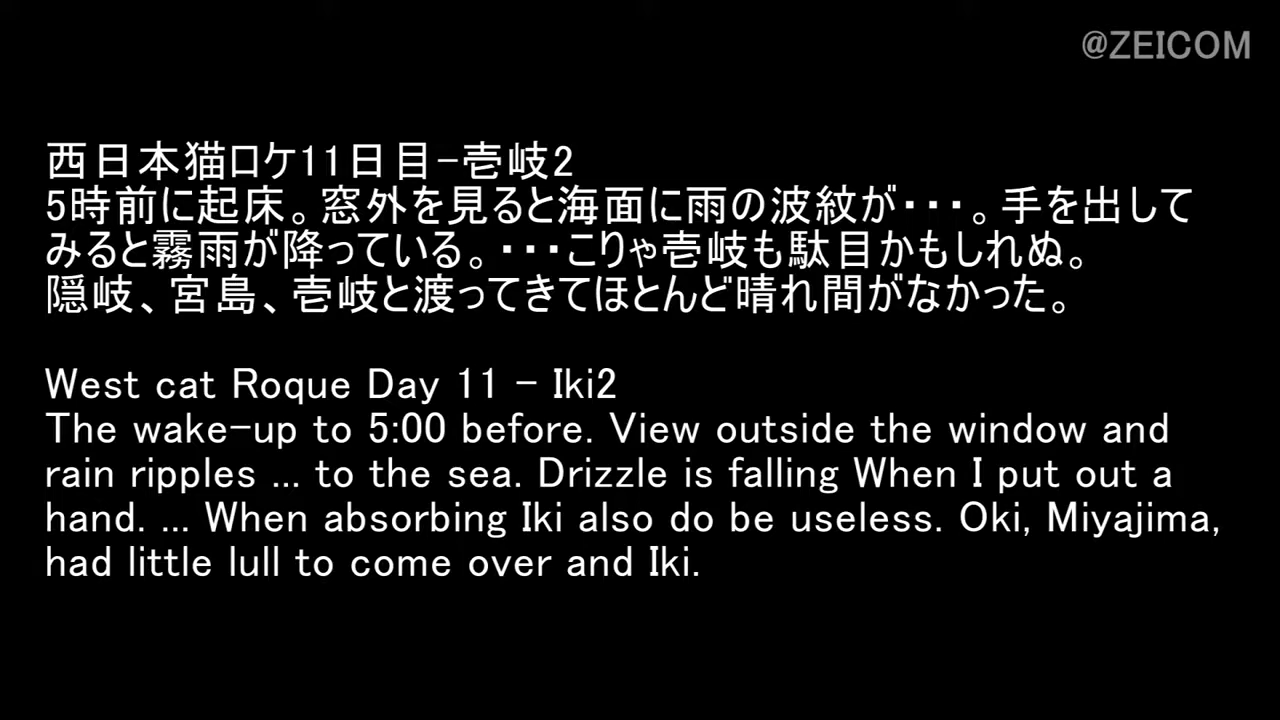 @ZEICOM
西日本猫ロケ11日目-壱岐2
5時前に起床。窓外を見ると海面に雨の波紋が・・・。手を出して
みると霧雨が降っている。・・・こりゃ壱岐も駄目かもしれぬ。
隠岐、宮島、壱岐と渡ってきてほとんど晴れ間がなかった。
West cat Roque Day 11 - Iki2
The wake-up to 5:00 before. View outside the window and
rain ripples ... to the sea. Drizzle is falling When I put out a
hand. ... When absorbing Iki also do be useless. Oki, Miyajima,
had little lull to come over and Iki.